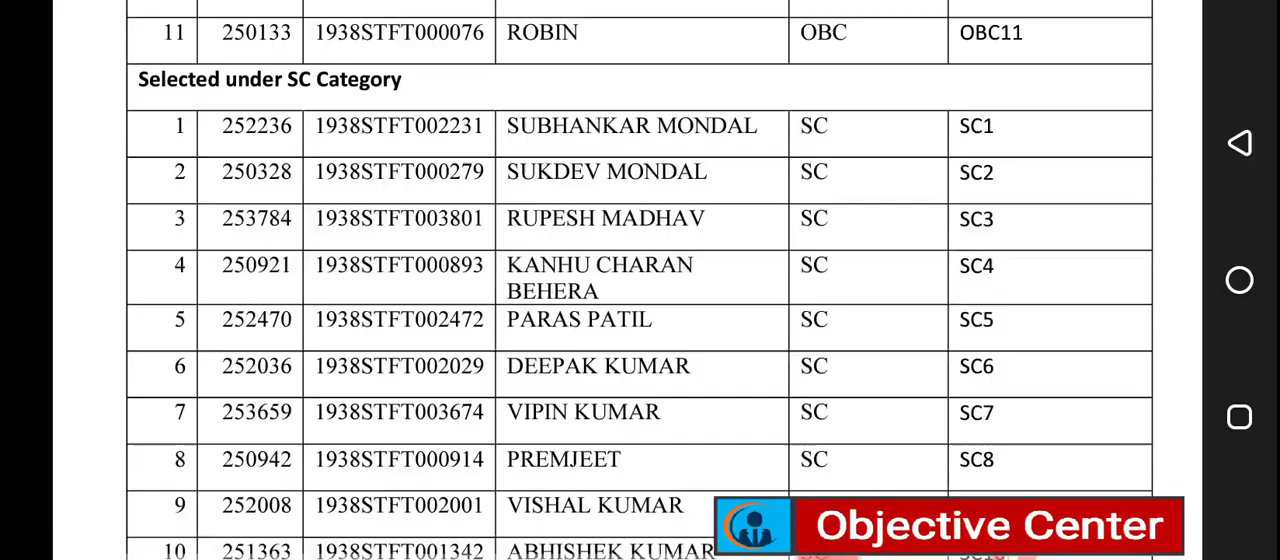 11 250133 1938STFT000076 ROBIN OBC OBC11
Selected under SC Category
1 252236 1938STFT002231 SUBHANKAR MONDAL SC SC1
2 250328 1938STFT000279 SUKDEV MONDAL SC SC2
3 253784 1938STFT003801 RUPESH MADHAV SC SC3
4 250921 1938STFT000893 KANHU CHARAN SC SC4
BEHERA
5 252470 1938STFT002472 PARAS PATIL SC SC5
6 252036 1938STFT002029 DEEPAK KUMAR SC SC6
7 253659 1938STFT003674 VIPIN KUMAR SC SC7
8 250942 1938STFT000914 PREMJEET SC SC8
9 252008 1938STFT002001 VISHAL KUMAR
Objective Center
10 251363 1938STFT001342 ABHISHEK KUMAR